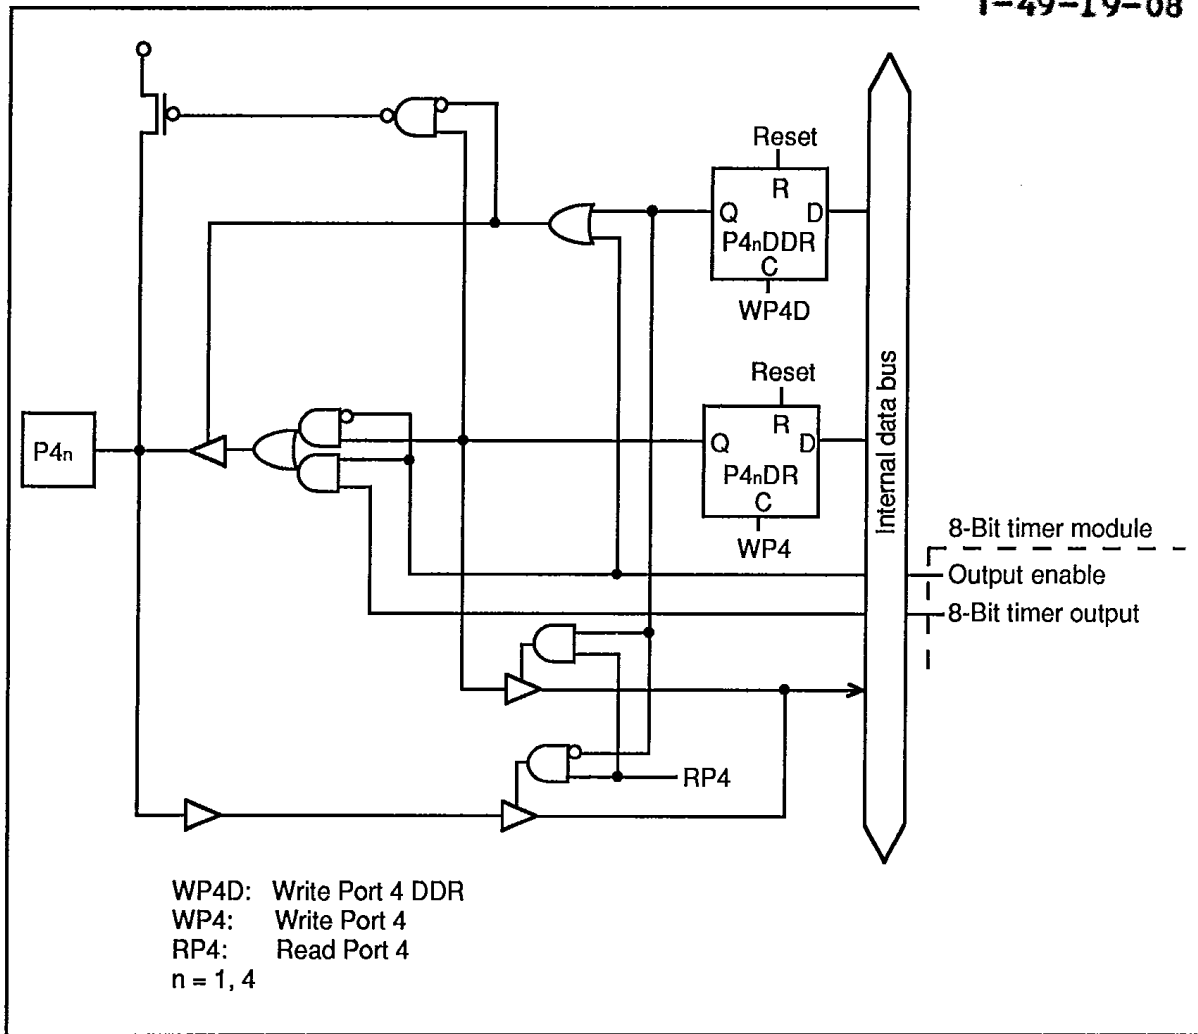 T-49-19-08
Reset
R
Q D
P4nDDR
C
WP4D
Reset
R
Q D
P4nDR
C
WP4
P4n
Internal data bus
8-Bit timer module
Output enable
8-Bit timer output
RP4
WP4D: Write Port 4 DDR
WP4: Write Port 4
RP4: Read Port 4
n = 1, 4